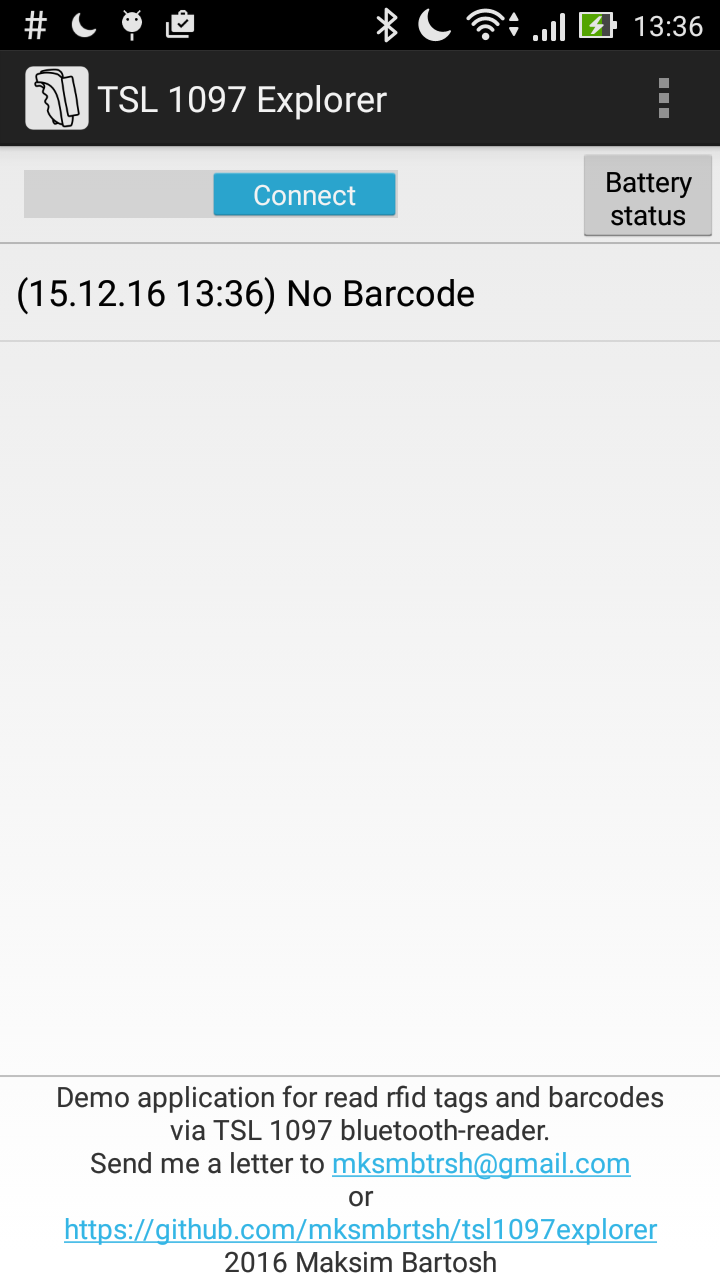 13:36
TSL 1097 Explorer
Connect
Battery
status
(15.12.16 13:36) No Barcode
Demo application for read rfid tags and barcodes
via TSL 1097 bluetooth-reader.
Send me a letter to mksmbtrsh@gmail.com
or
https://github.com/mksmbrtsh/tsl1097explorer
2016 Maksim Bartosh